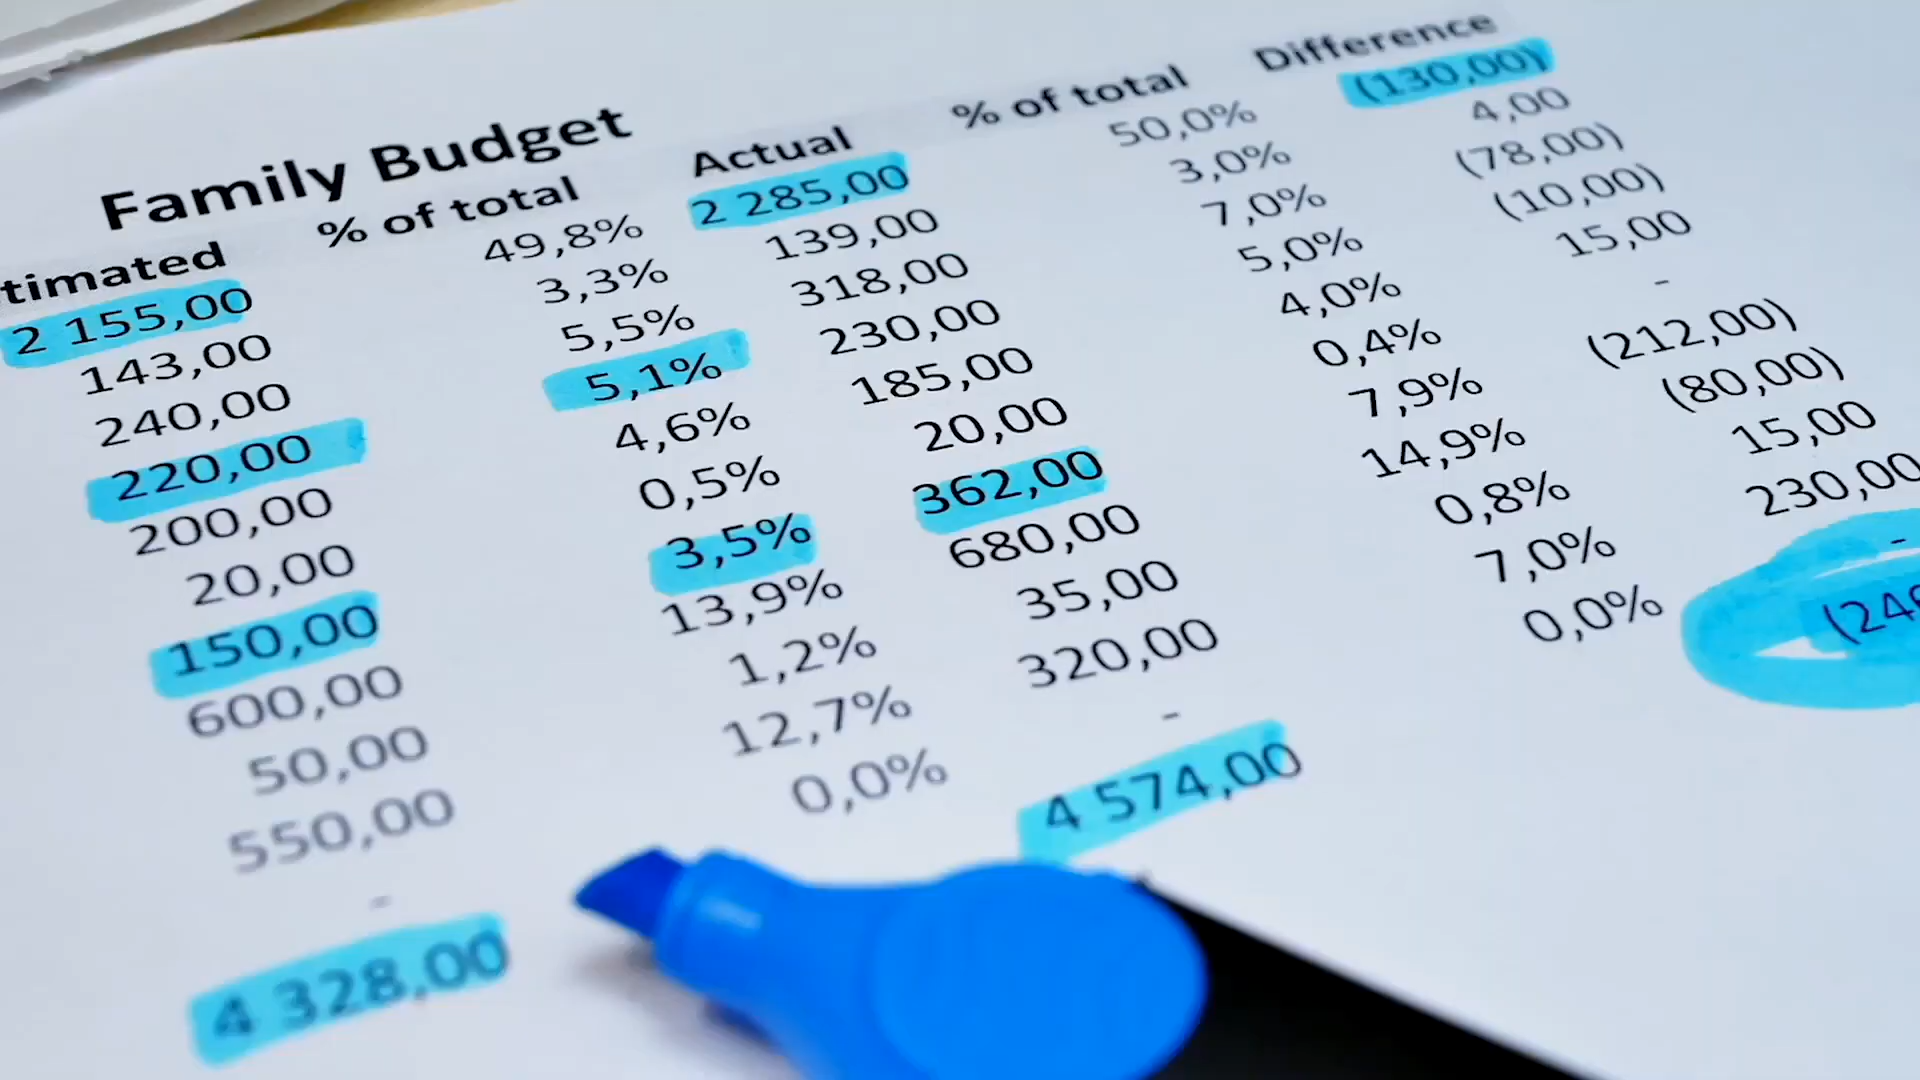 Family Budget
timated % of total Actual % of total Difference
2 155,00 49,8% 2 285,00 50,0% (130,00)
143,00 3,3% 139,00 3,0% 4,00
240,00 5,5% 318,00 7,0% (78,00)
220,00 5,1% 230,00 5,0% (10,00)
200,00 4,6% 185,00 4,0% 15,00
20,00 0,5% 20,00 0,4% -
150,00 3,5% 362,00 7,9% (212,00)
600,00 13,9% 680,00 14,9% (80,00)
50,00 1,2% 35,00 0,8% 15,00
550,00 12,7% 320,00 7,0% 230,00
- 0,0% - 0,0% -
4 328,00 4 574,00